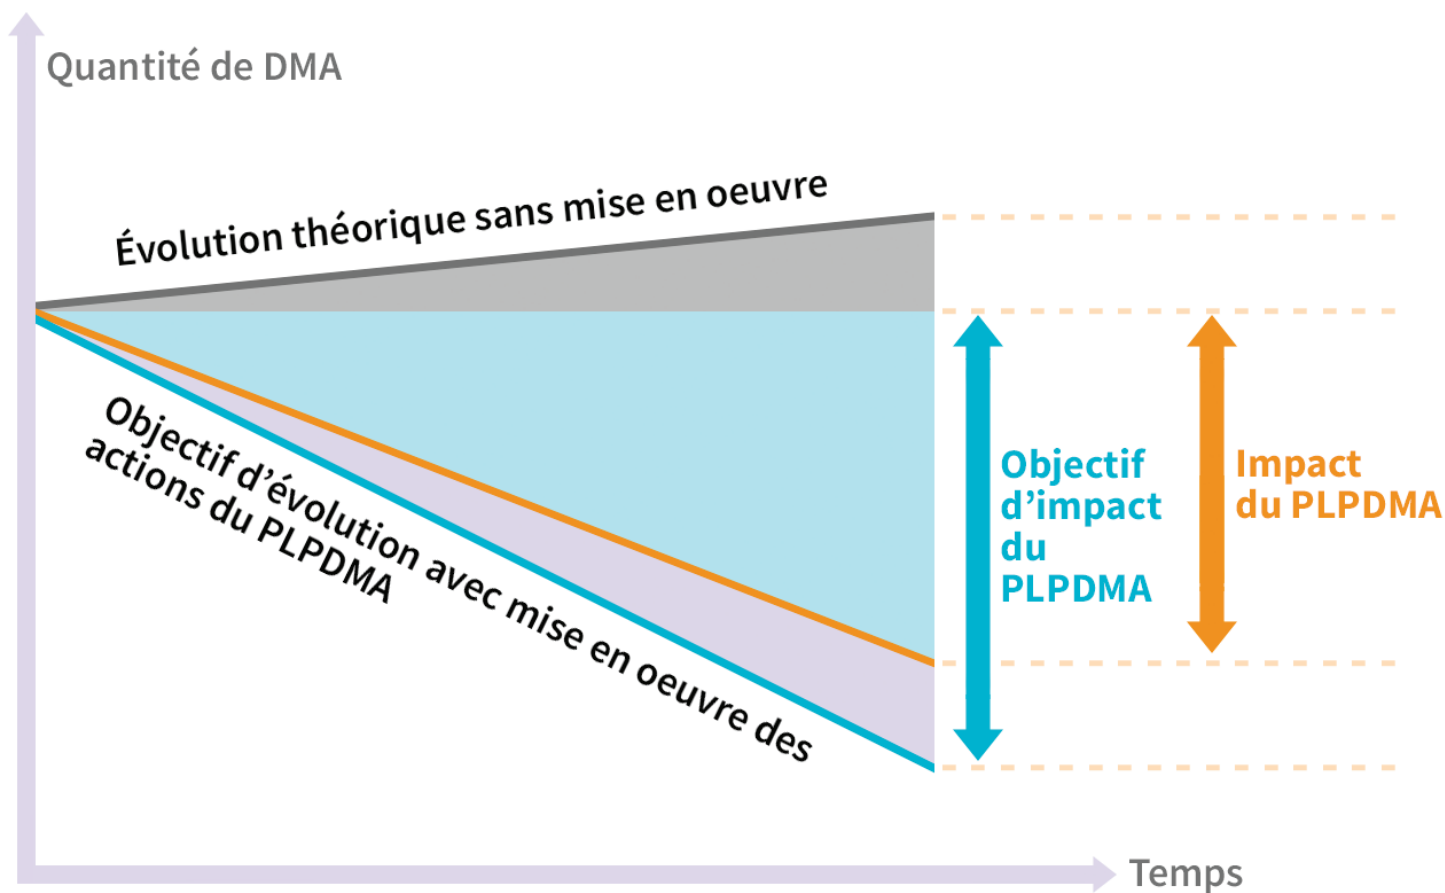 Quantité de DMA
Évolution théorique sans mise en oeuvre
Objectif d’évolution avec mise en oeuvre des
actions du PLPDMA
Objectif
d’impact
du
PLPDMA
Impact
du PLPDMA
Temps